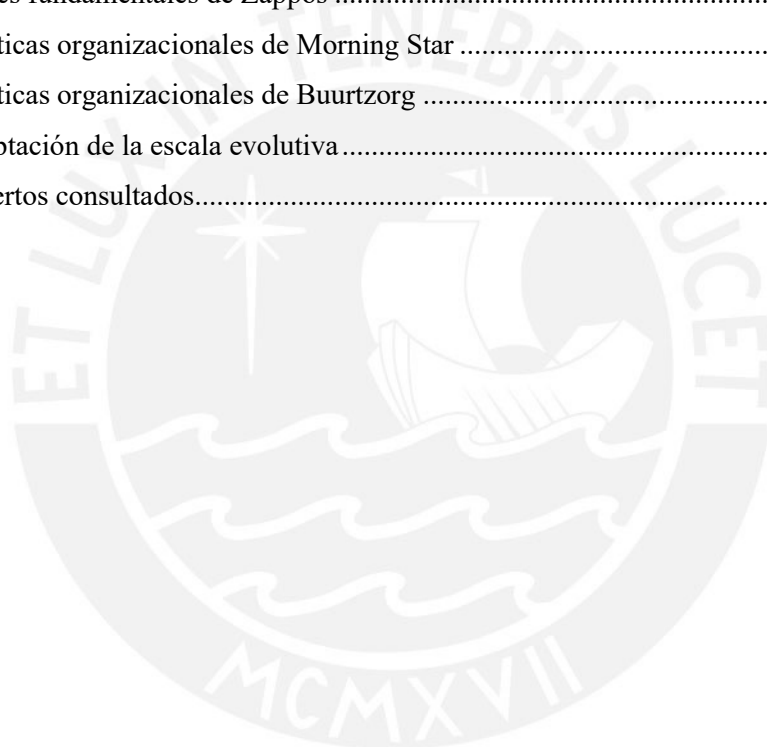 es fundamentales de Zappos ..........................................................
ticas organizacionales de Morning Star ..........................................
ticas organizacionales de Buurtzorg ...............................................
ptación de la escala evolutiva ..........................................................
ertos consultados..............................................................................
ET LUX IN TENEBRIS LUCET
MCMXVII